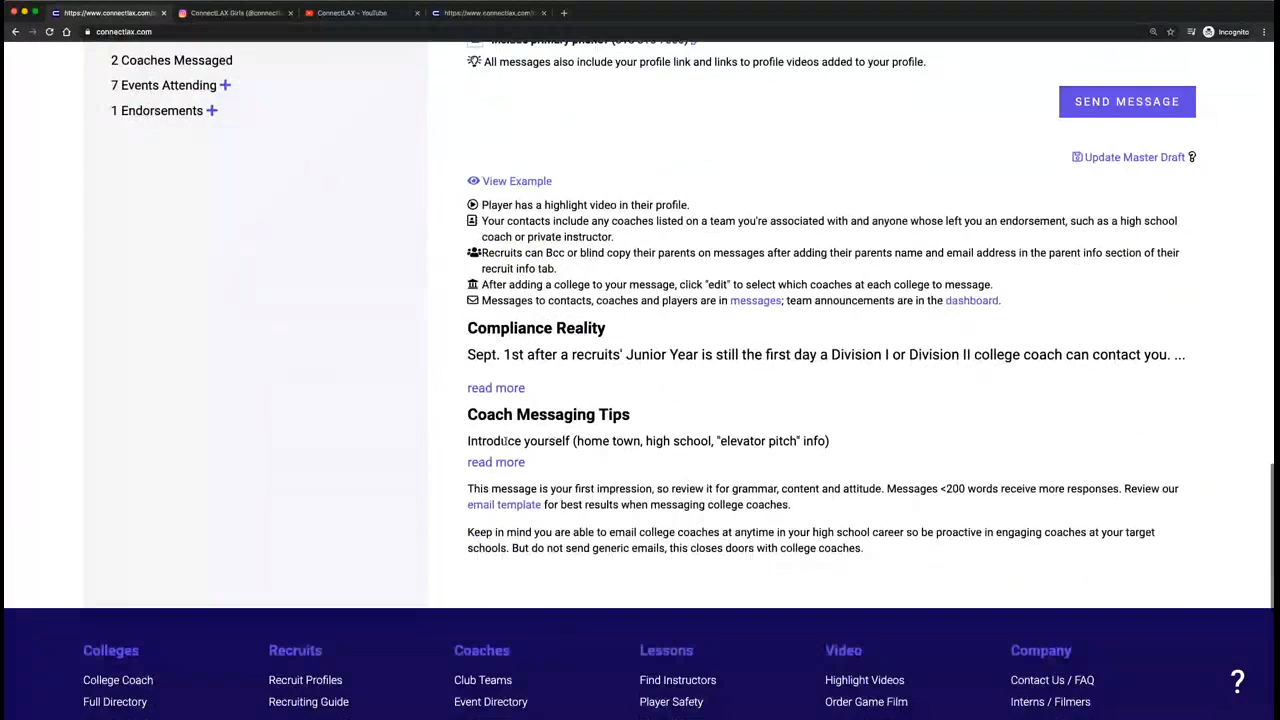 https://www.connectlax.com/
ConnectLAX Girls (@connectl
ConnectLAX - YouTube
https://www.connectlax.com/
connectlax.com
Incognito
2 Coaches Messaged
7 Events Attending
1 Endorsements
All messages also include your profile link and links to profile videos added to your profile.
SEND MESSAGE
Update Master Draft
View Example
Player has a highlight video in their profile.
Your contacts include any coaches listed on a team you're associated with and anyone whose left you an endorsement, such as a high school
coach or private instructor.
Recruits can Bcc or blind copy their parents on messages after adding their parents name and email address in the parent info section of their
recruit info tab.
After adding a college to your message, click "edit" to select which coaches at each college to message.
Messages to contacts, coaches and players are in messages; team announcements are in the dashboard.
Compliance Reality
Sept. 1st after a recruits' Junior Year is still the first day a Division I or Division II college coach can contact you. ...
read more
Coach Messaging Tips
Introduce yourself (home town, high school, "elevator pitch" info)
read more
This message is your first impression, so review it for grammar, content and attitude. Messages <200 words receive more responses. Review our
email template for best results when messaging college coaches.
Keep in mind you are able to email college coaches at anytime in your high school career so be proactive in engaging coaches at your target
schools. But do not send generic emails, this closes doors with college coaches.
Colleges Recruits Coaches Lessons Video Company
College Coach Recruit Profiles Club Teams Find Instructors Highlight Videos Contact Us / FAQ
Full Directory Recruiting Guide Event Directory Player Safety Order Game Film Interns / Filmers
?